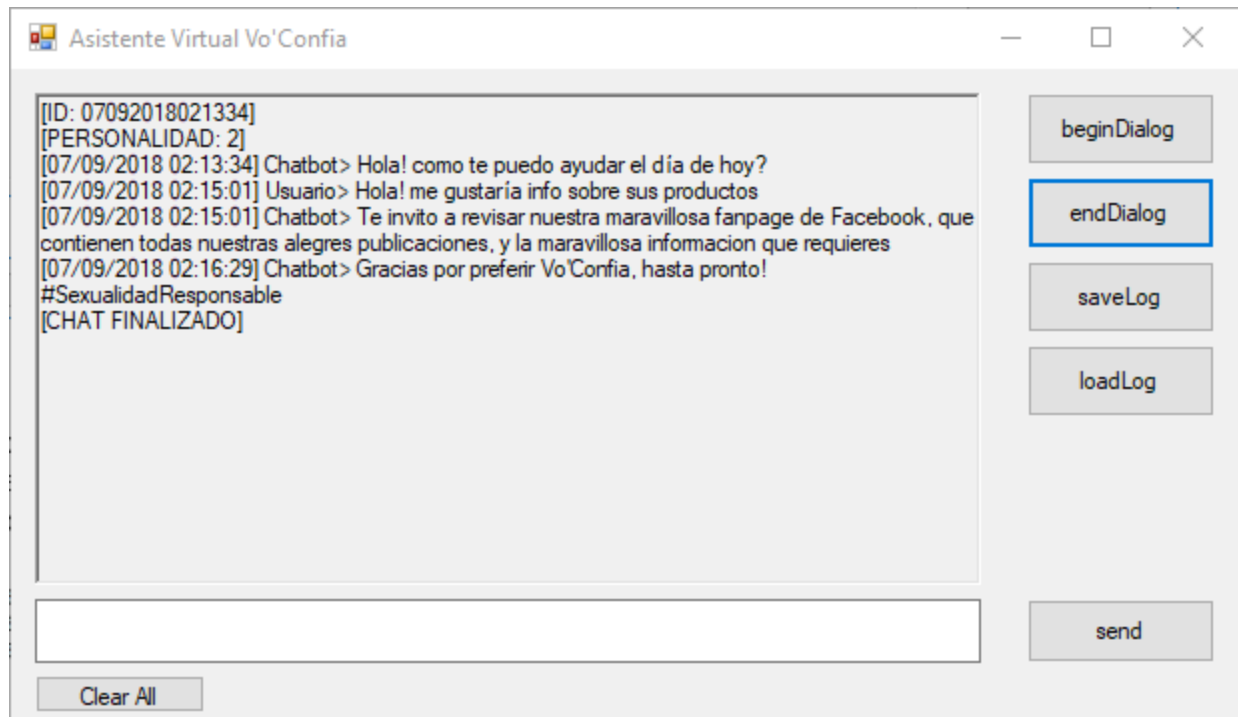 Asistente Virtual Vo'Confia
[ID: 07092018021334]
[PERSONALIDAD: 2]
[07/09/2018 02:13:34] Chatbot> Hola! como te puedo ayudar el día de hoy?
[07/09/2018 02:15:01] Usuario> Hola! me gustaría info sobre sus productos
[07/09/2018 02:15:01] Chatbot> Te invito a revisar nuestra maravillosa fanpage de Facebook, que
contienen todas nuestras alegres publicaciones, y la maravillosa informacion que requieres
[07/09/2018 02:16:29] Chatbot> Gracias por preferir Vo'Confia, hasta pronto!
#SexualidadResponsable
[CHAT FINALIZADO]
beginDialog
endDialog
saveLog
loadLog
send
Clear All